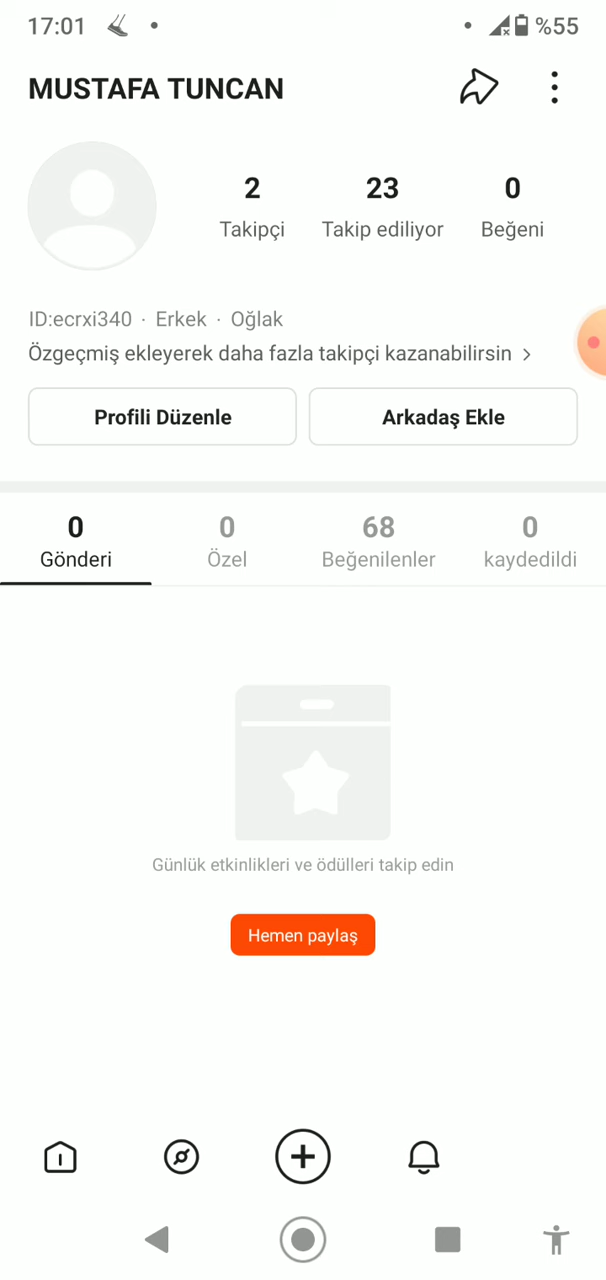 17:01 %55
MUSTAFA TUNCAN
2 23 0
Takipçi Takip ediliyor Beğeni
ID:ecrxi340 · Erkek · Oğlak
Özgeçmiş ekleyerek daha fazla takipçi kazanabilirsin >
Profili Düzenle Arkadaş Ekle
0 0 68 0
Gönderi Özel Beğenilenler kaydedildi
Günlük etkinlikleri ve ödülleri takip edin
Hemen paylaş